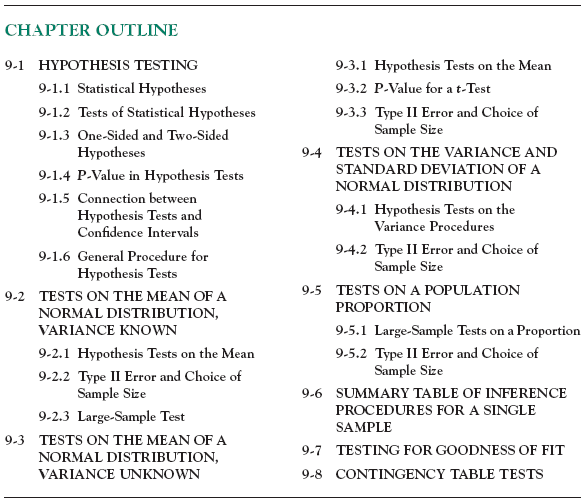 CHAPTER OUTLINE
9-1 HYPOTHESIS TESTING
9-1.1 Statistical Hypotheses
9-1.2 Tests of Statistical Hypotheses
9-1.3 One-Sided and Two-Sided
Hypotheses
9-1.4 P-Value in Hypothesis Tests
9-1.5 Connection between
Hypothesis Tests and
Confidence Intervals
9-1.6 General Procedure for
Hypothesis Tests
9-2 TESTS ON THE MEAN OF A
NORMAL DISTRIBUTION,
VARIANCE KNOWN
9-2.1 Hypothesis Tests on the Mean
9-2.2 Type II Error and Choice of
Sample Size
9-2.3 Large-Sample Test
9-3 TESTS ON THE MEAN OF A
NORMAL DISTRIBUTION,
VARIANCE UNKNOWN
9-3.1 Hypothesis Tests on the Mean
9-3.2 P-Value for a t-Test
9-3.3 Type II Error and Choice of
Sample Size
9-4 TESTS ON THE VARIANCE AND
STANDARD DEVIATION OF A
NORMAL DISTRIBUTION
9-4.1 Hypothesis Tests on the
Variance Procedures
9-4.2 Type II Error and Choice of
Sample Size
9-5 TESTS ON A POPULATION
PROPORTION
9-5.1 Large-Sample Tests on a Proportion
9-5.2 Type II Error and Choice of
Sample Size
9-6 SUMMARY TABLE OF INFERENCE
PROCEDURES FOR A SINGLE
SAMPLE
9-7 TESTING FOR GOODNESS OF FIT
9-8 CONTINGENCY TABLE TESTS